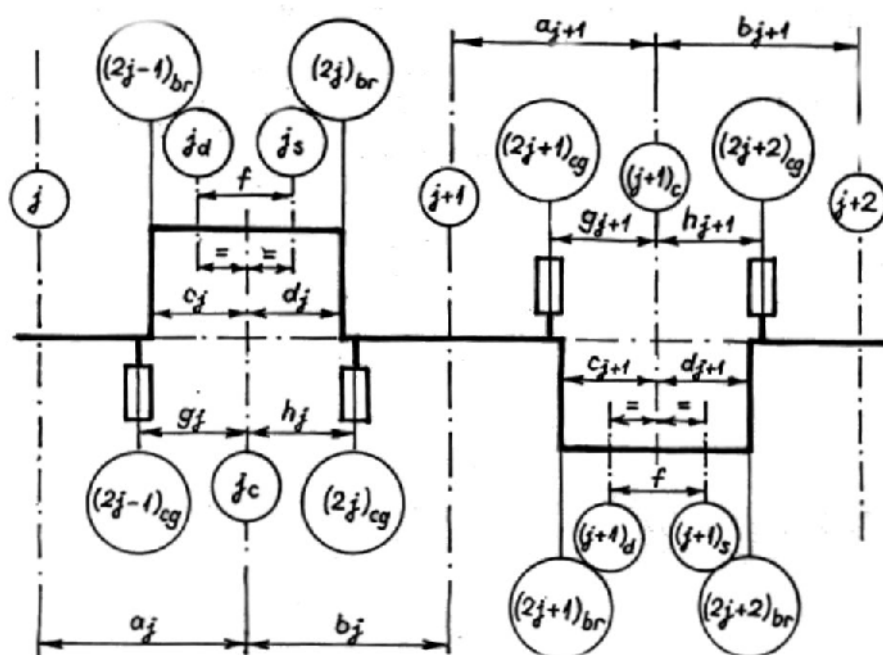 a_{j+1} b_{j+1}
(2j-1)_{br} (2j)_{br}
j_d j_s (2j+1)_{cg} (2j+2)_{cg}
(j+1)_c
j f j+1 j+2
g_{j+1} h_{j+1}
= =
c_j d_j
c_{j+1} d_{j+1}
g_j h_j = =
(2j-1)_{cg} j_c (2j)_{cg} f
(j+1)_d (j+1)_s
(2j+1)_{br} (2j+2)_{br}
a_j b_j